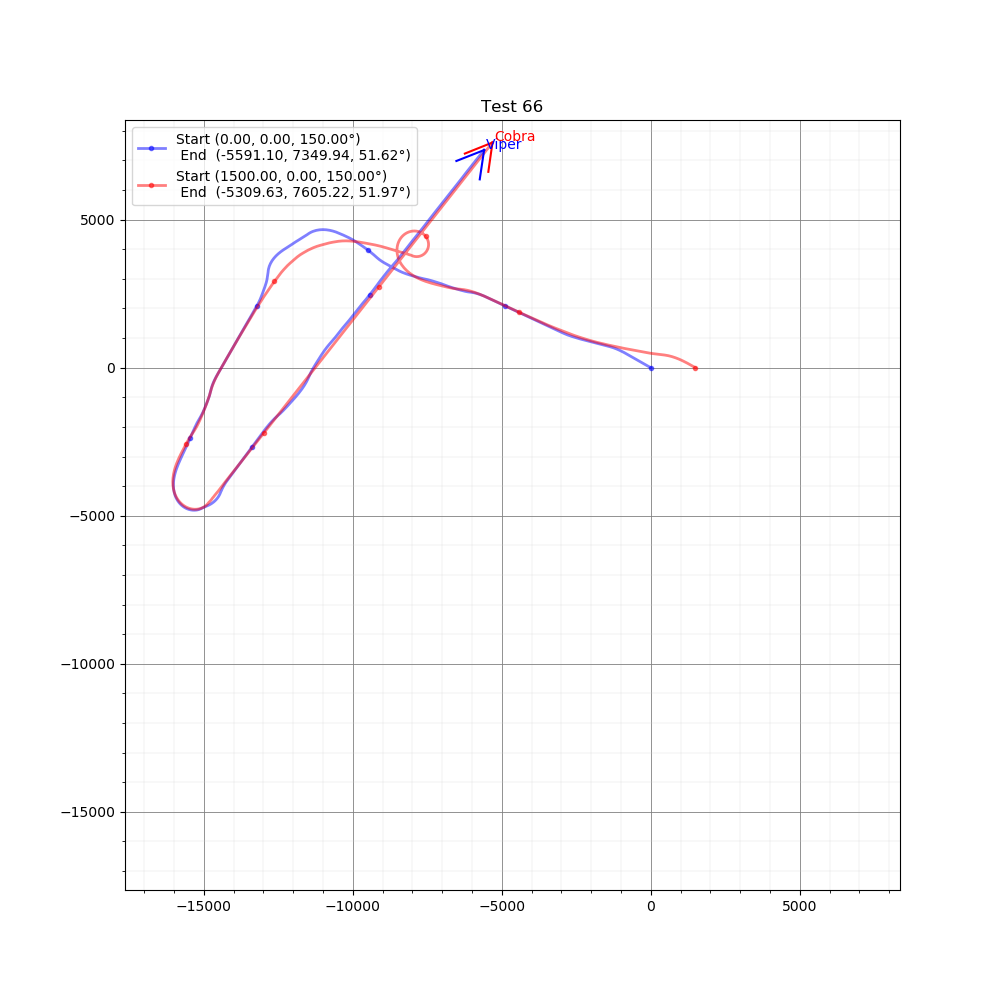 Test 66
Start (0.00, 0.00, 150.00°)
End (-5591.10, 7349.94, 51.62°)
Start (1500.00, 0.00, 150.00°)
End (-5309.63, 7605.22, 51.97°)
Cobra
Viper
5000
0
−5000
−10000
−15000
−15000 −10000 −5000 0 5000